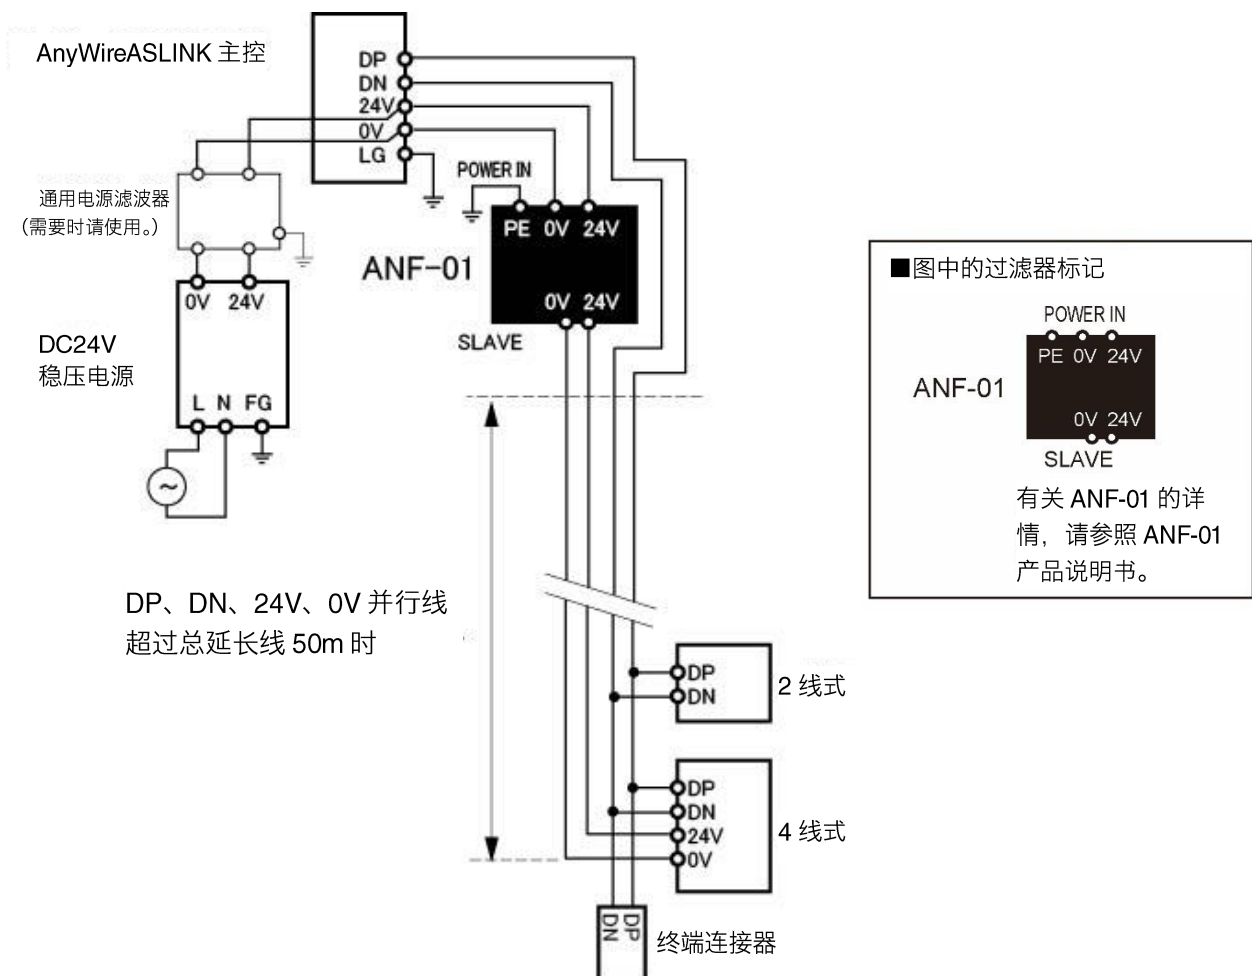 AnyWireASLINK 主控
DP
DN
24V
0V
LG
通用电源滤波器
(需要时请使用。)
POWER IN
PE 0V 24V
ANF-01
0V 24V
SLAVE
0V 24V
DC24V
稳压电源
L N FG
DP、DN、24V、0V 并行线
超过总延长线 50m 时
DP
DN
2 线式
DP
DN
24V
0V
4 线式
DN
DP
终端连接器
■图中的过滤器标记
POWER IN
PE 0V 24V
ANF-01
0V 24V
SLAVE
有关 ANF-01 的详
情，请参照 ANF-01
产品说明书。